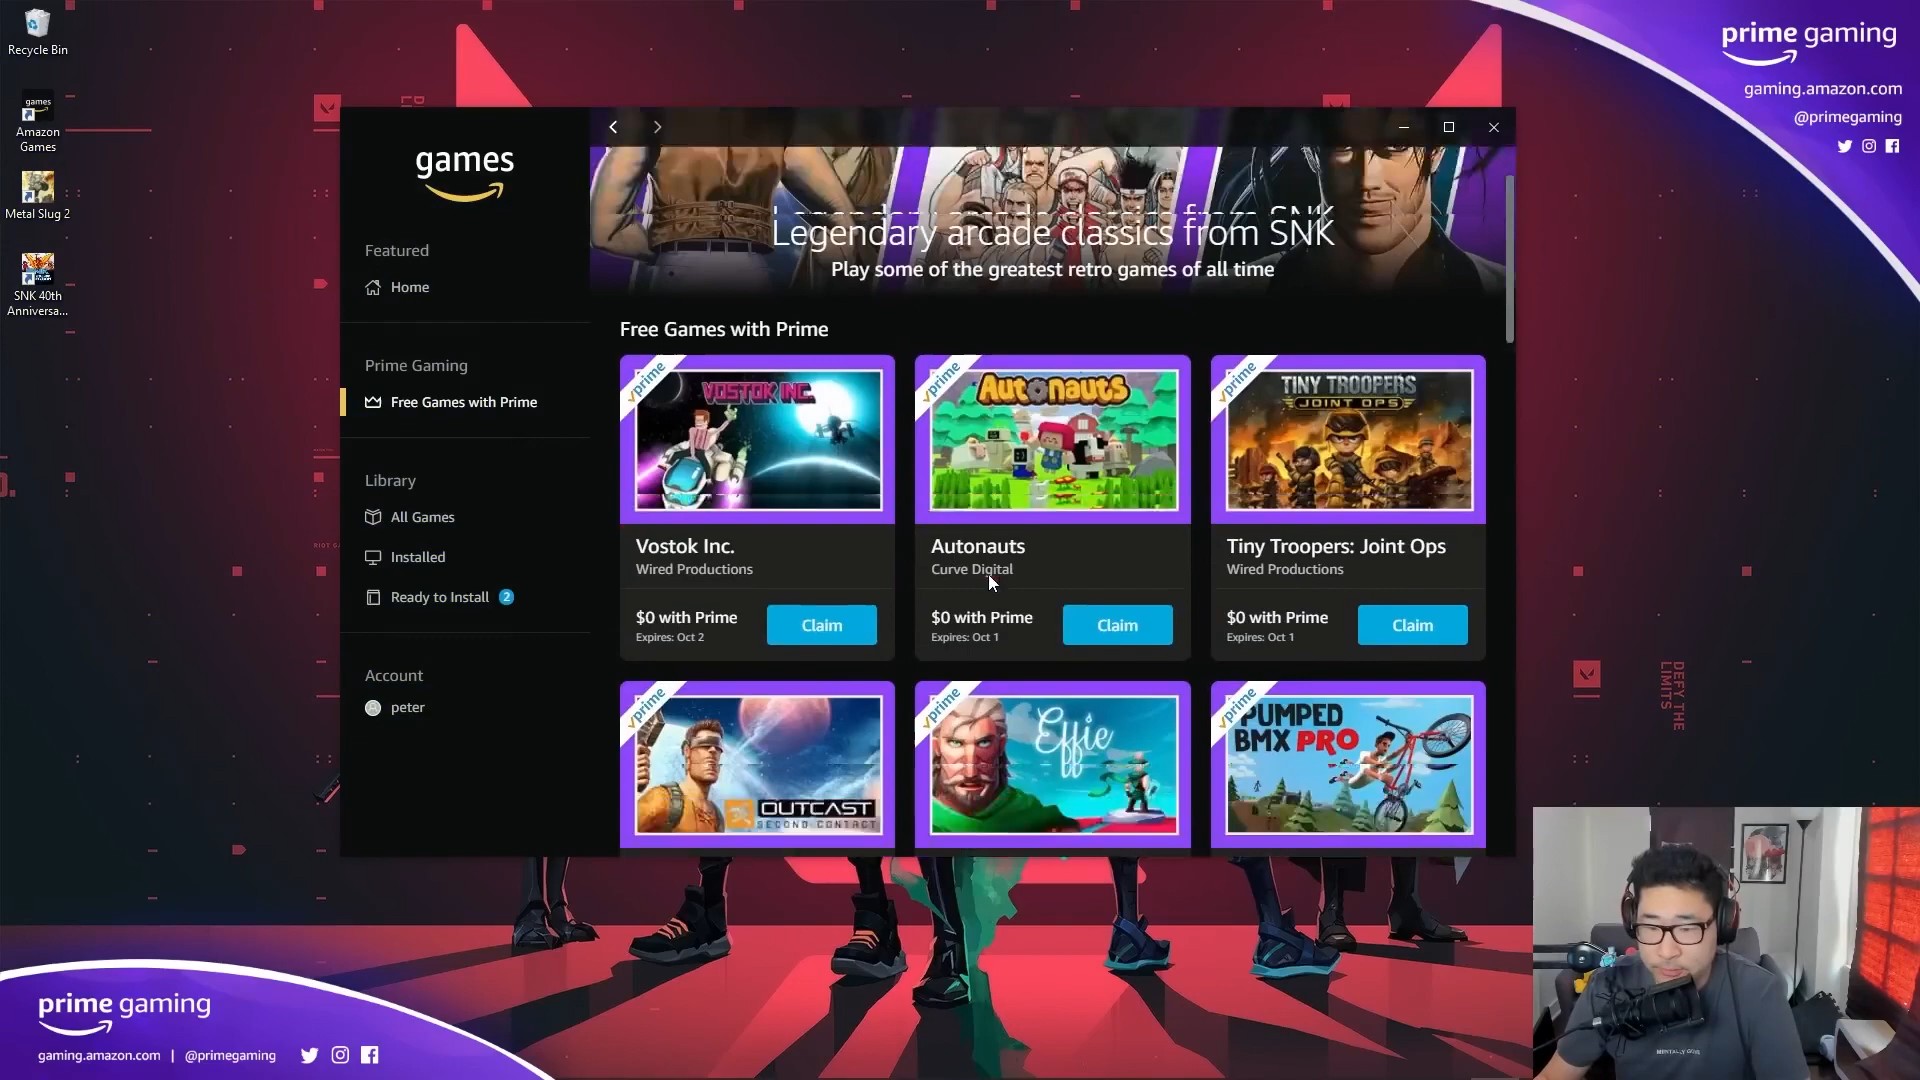 Recycle Bin
games
Amazon
Games
Metal Slug 2
SNK 40th
Anniversa...
prime gaming
gaming.amazon.com
@primegaming
games
Featured
Home
Prime Gaming
Free Games with Prime
Library
All Games
Installed
Ready to Install 2
Account
peter
Legendary arcade classics from SNK
Play some of the greatest retro games of all time
Free Games with Prime
prime
VOSTOK INC.
prime
Autonauts
prime
TINY TROOPERS
JOINT OPS
Vostok Inc.
Wired Productions
$0 with Prime
Expires: Oct 2
Claim
Autonauts
Curve Digital
$0 with Prime
Expires: Oct 1
Claim
Tiny Troopers: Joint Ops
Wired Productions
$0 with Prime
Expires: Oct 1
Claim
prime
OUTCAST
SECOND CONTACT
prime
Effie
prime
PUMPED
BMX PRO
DEFY THE
LIMITS
prime gaming
gaming.amazon.com | @primegaming